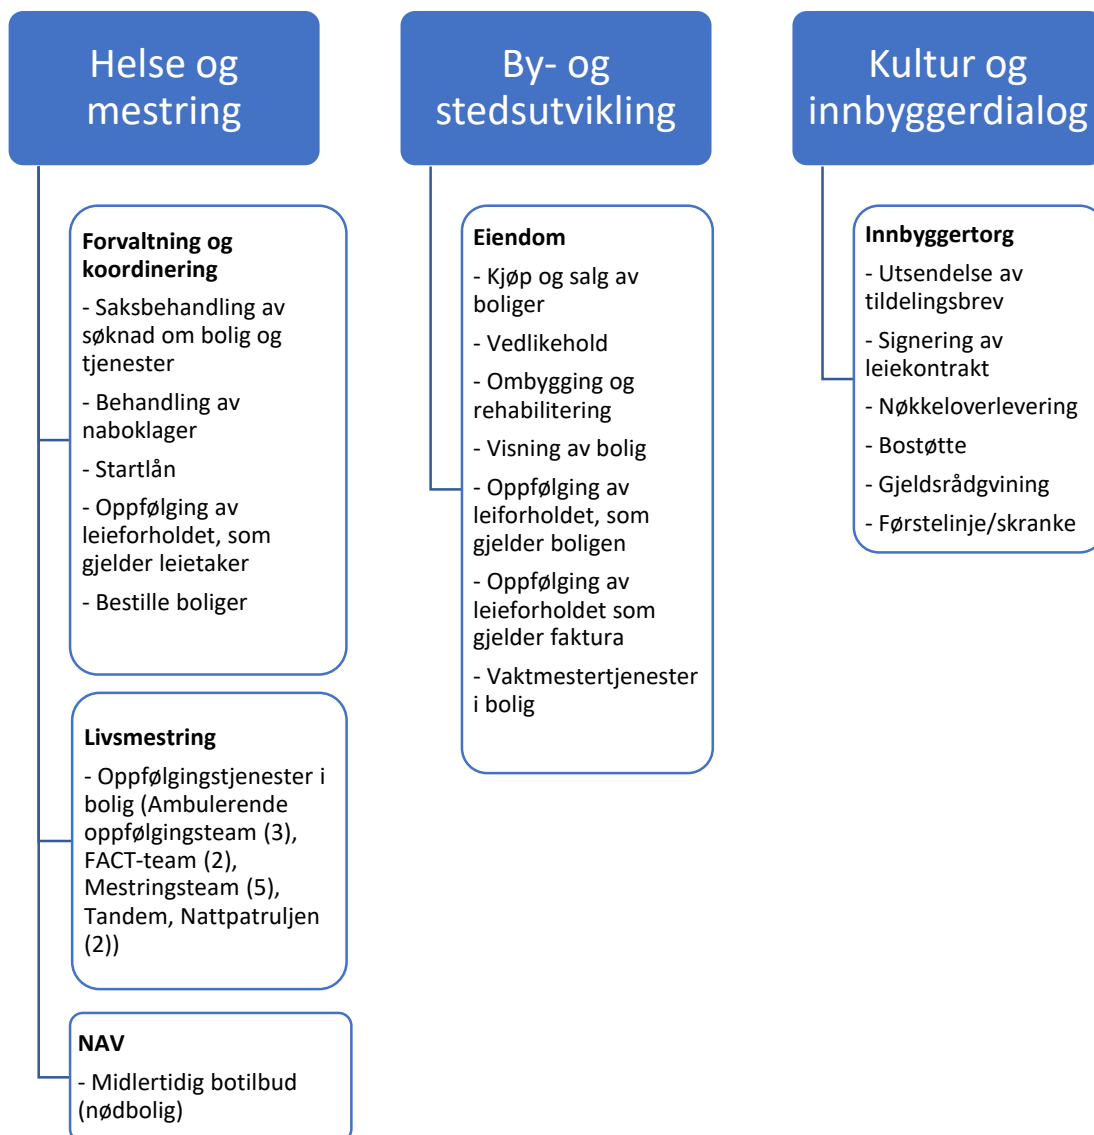 Helse og
mestring
Forvaltning og
koordinering
- Saksbehandling av
søknad om bolig og
tjenester
- Behandling av
naboklager
- Startlån
- Oppfølging av
leieforholdet, som
gjelder leietaker
- Bestille boliger
Livsmestring
- Oppfølgingstjenester i
bolig (Ambulerende
oppfølgingsteam (3),
FACT-team (2),
Mestringsteam (5),
Tandem, Nattpatruljen
(2))
NAV
- Midlertidig botilbud
(nødbolig)
By- og
stedsutvikling
Eiendom
- Kjøp og salg av
boliger
- Vedlikehold
- Ombygging og
rehabilitering
- Visning av bolig
- Oppfølging av
leiforholdet, som
gjelder boligen
- Oppfølging av
leieforholdet som
gjelder faktura
- Vaktmestertjenester
i bolig
Kultur og
innbyggerdialog
Innbyggertorg
- Utsendelse av
tildelingsbrev
- Signering av
leiekontrakt
- Nøkkeloverlevering
- Bostøtte
- Gjeldsrådgvining
- Førstelinje/skranke